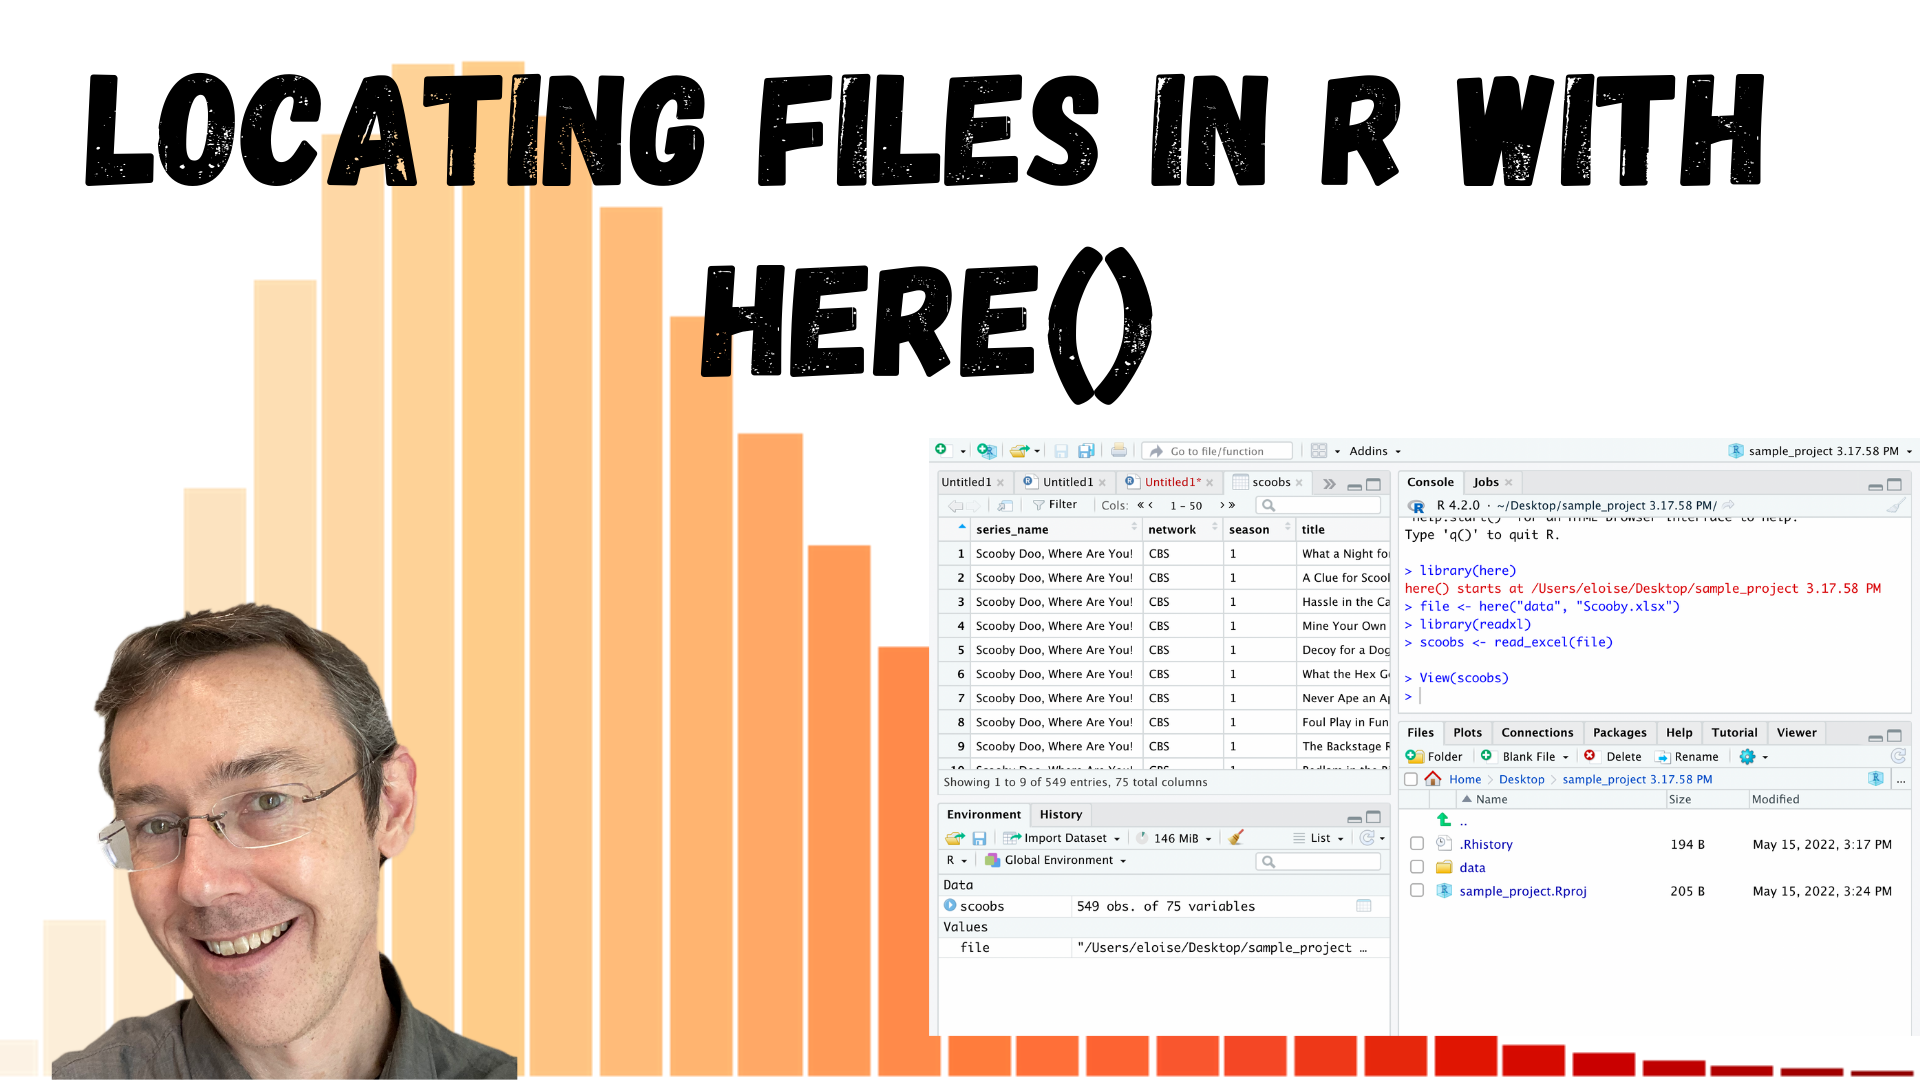 LOCATING FILES IN R WITH
HERE()
Go to file/function
Addins
sample_project 3.17.58 PM
Untitled1
Untitled1
Untitled1*
scoobs
Filter
Cols:
1 - 50
series_name network season title
1 Scooby Doo, Where Are You! CBS 1 What a Night fo
2 Scooby Doo, Where Are You! CBS 1 A Clue for Scoo
3 Scooby Doo, Where Are You! CBS 1 Hassle in the Ca
4 Scooby Doo, Where Are You! CBS 1 Mine Your Own
5 Scooby Doo, Where Are You! CBS 1 Decoy for a Dog
6 Scooby Doo, Where Are You! CBS 1 What the Hex G
7 Scooby Doo, Where Are You! CBS 1 Never Ape an A
8 Scooby Doo, Where Are You! CBS 1 Foul Play in Fun
9 Scooby Doo, Where Are You! CBS 1 The Backstage R
Showing 1 to 9 of 549 entries, 75 total columns
Environment History
Import Dataset 146 MiB List
R Global Environment
Data
scoobs 549 obs. of 75 variables
Values
file "/Users/eloise/Desktop/sample_project …
Console Jobs
R 4.2.0 · ~/Desktop/sample_project 3.17.58 PM/
Type 'q()' to quit R.
> library(here)
here() starts at /Users/eloise/Desktop/sample_project 3.17.58 PM
> file <- here("data", "Scooby.xlsx")
> library(readxl)
> scoobs <- read_excel(file)
> View(scoobs)
>
Files Plots Connections Packages Help Tutorial Viewer
Folder Blank File Delete Rename
Home Desktop sample_project 3.17.58 PM
Name Size Modified
..
.Rhistory 194 B May 15, 2022, 3:17 PM
data
sample_project.Rproj 205 B May 15, 2022, 3:24 PM